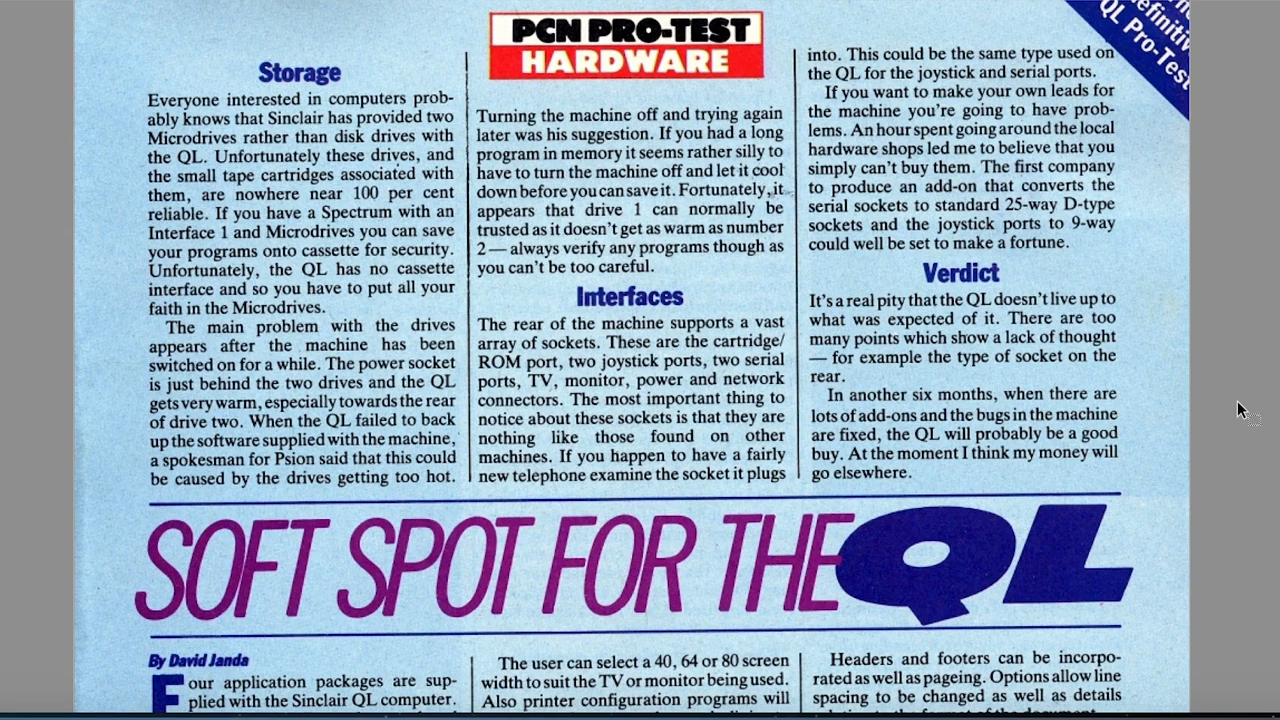 PCN PRO-TEST
HARDWARE
QL Pro-Test
Storage
Everyone interested in computers prob-
ably knows that Sinclair has provided two
Microdrives rather than disk drives with
the QL. Unfortunately these drives, and
the small tape cartridges associated with
them, are nowhere near 100 per cent
reliable. If you have a Spectrum with an
Interface 1 and Microdrives you can save
your programs onto cassette for security.
Unfortunately, the QL has no cassette
interface and so you have to put all your
faith in the Microdrives.
The main problem with the drives
appears after the machine has been
switched on for a while. The power socket
is just behind the two drives and the QL
gets very warm, especially towards the rear
of drive two. When the QL failed to back
up the software supplied with the machine,
a spokesman for Psion said that this could
be caused by the drives getting too hot.
Turning the machine off and trying again
later was his suggestion. If you had a long
program in memory it seems rather silly to
have to turn the machine off and let it cool
down before you can save it. Fortunately, it
appears that drive 1 can normally be
trusted as it doesn't get as warm as number
2 — always verify any programs though as
you can't be too careful.
Interfaces
The rear of the machine supports a vast
array of sockets. These are the cartridge/
ROM port, two joystick ports, two serial
ports, TV, monitor, power and network
connectors. The most important thing to
notice about these sockets is that they are
nothing like those found on other
machines. If you happen to have a fairly
new telephone examine the socket it plugs
into. This could be the same type used on
the QL for the joystick and serial ports.
If you want to make your own leads for
the machine you're going to have prob-
lems. An hour spent going around the local
hardware shops led me to believe that you
simply can't buy them. The first company
to produce an add-on that converts the
serial sockets to standard 25-way D-type
sockets and the joystick ports to 9-way
could well be set to make a fortune.
Verdict
It's a real pity that the QL doesn't live up to
what was expected of it. There are too
many points which show a lack of thought
— for example the type of socket on the
rear.
In another six months, when there are
lots of add-ons and the bugs in the machine
are fixed, the QL will probably be a good
buy. At the moment I think my money will
go elsewhere.
SOFT SPOT FOR THE QL
By David Janda
Four application packages are sup-
plied with the Sinclair QL computer.
The user can select a 40, 64 or 80 screen
width to suit the TV or monitor being used.
Also printer configuration programs will
Headers and footers can be incorpo-
rated as well as pageing. Options allow line
spacing to be changed as well as details